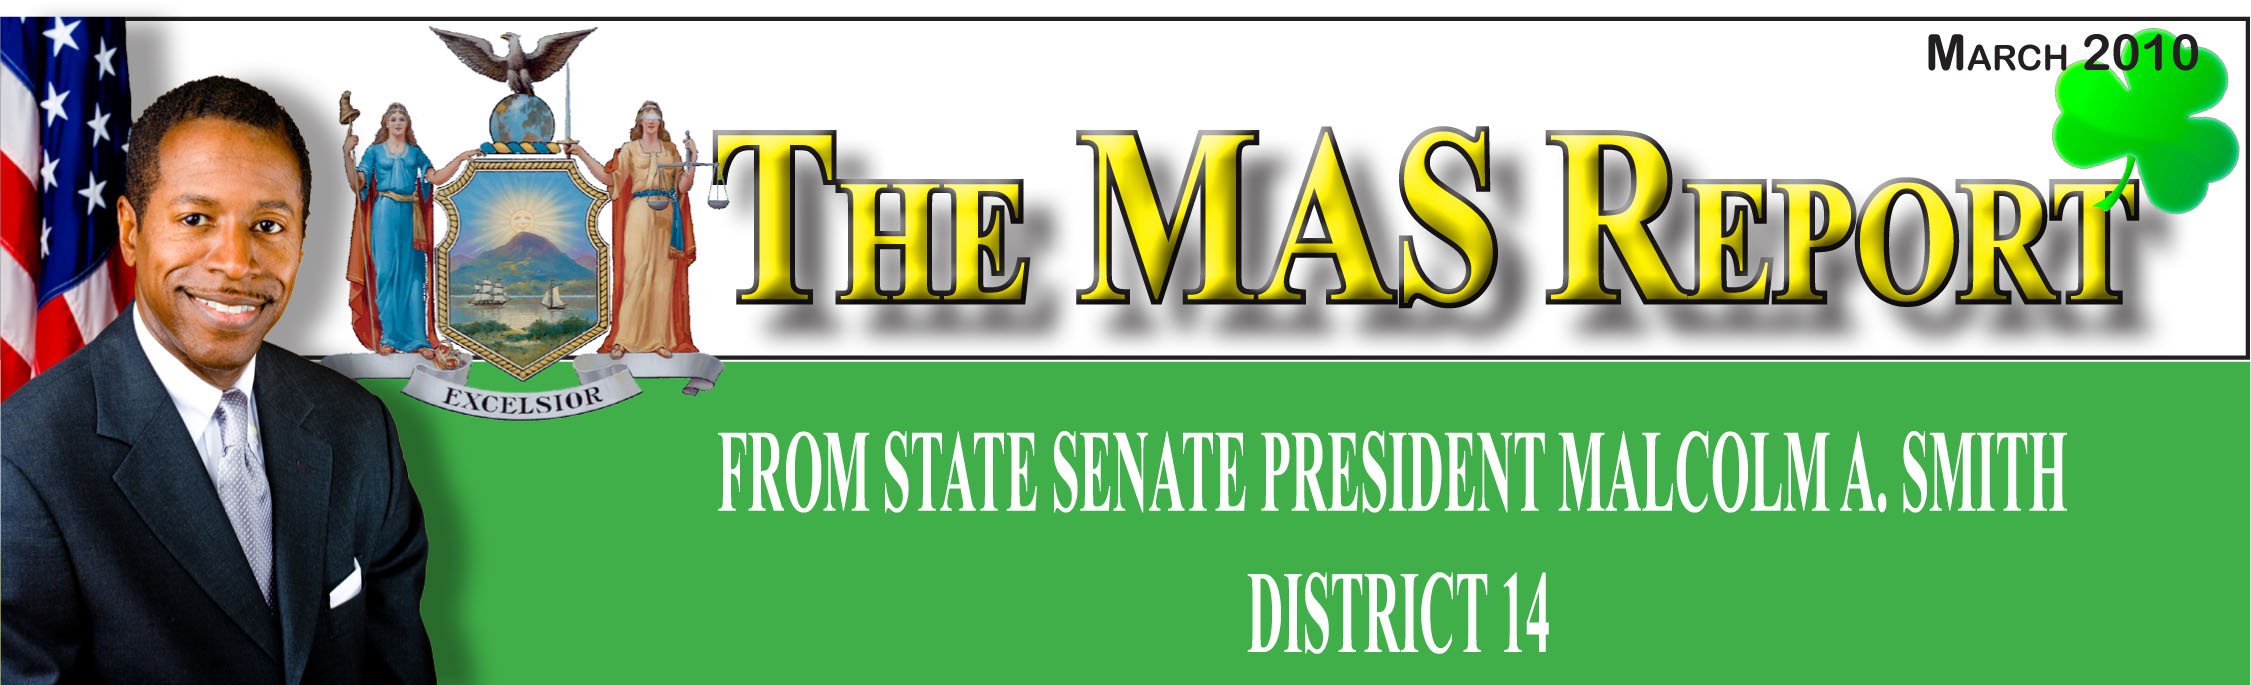 MARCH 2010
THE MAS REPORT
EXCELSIOR
FROM STATE SENATE PRESIDENT MALCOLM A. SMITH
DISTRICT 14